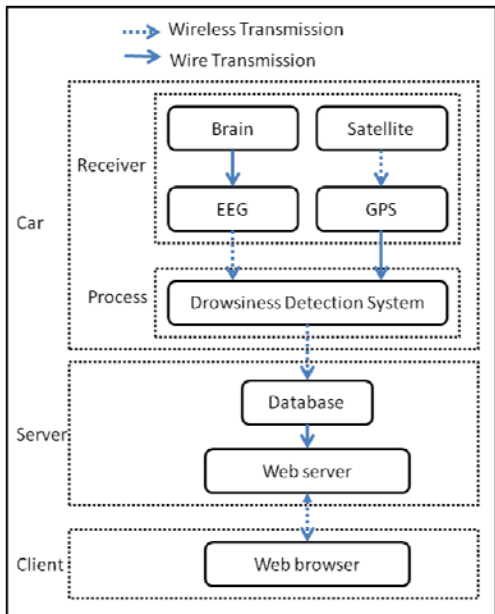 Wireless Transmission
Wire Transmission
Brain
Satellite
Receiver
Car
EEG
GPS
Process
Drowsiness Detection System
Database
Server
Web server
Client
Web browser